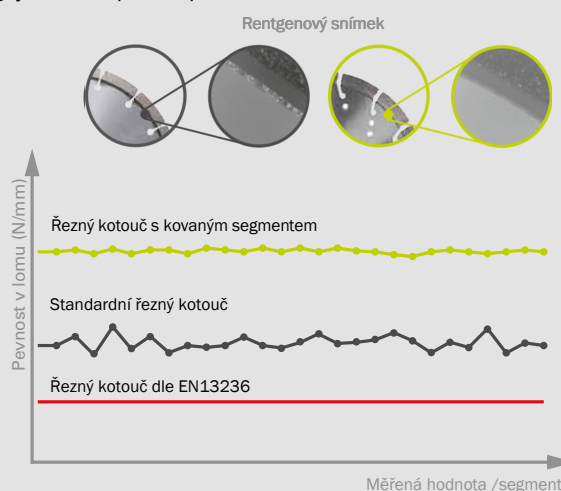 Rentgenový snímek
Pevnost v lomu (N/mm)
Řezný kotouč s kovaným segmentem
Standardní řezný kotouč
Řezný kotouč dle EN13236
Měřená hodnota /segment